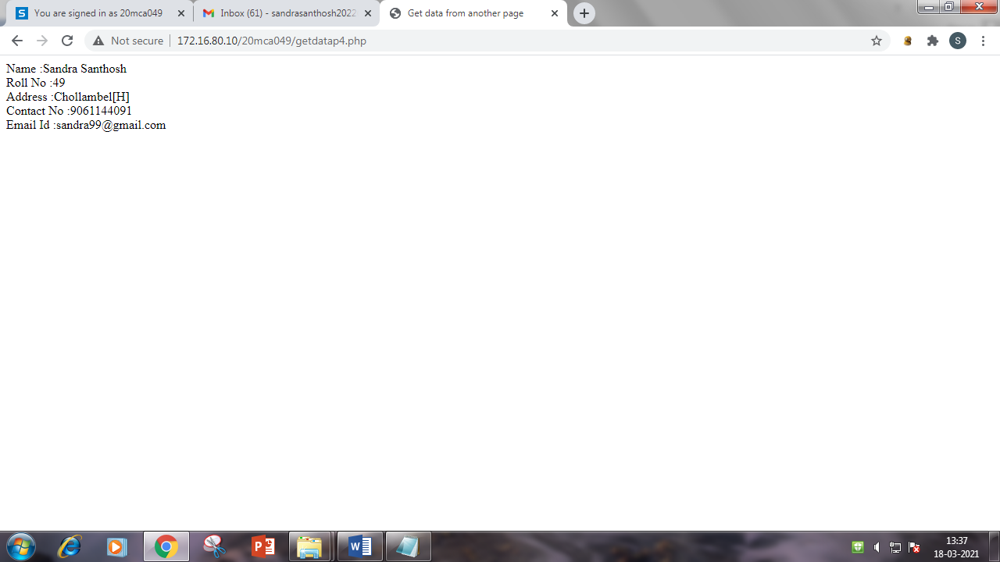 You are signed in as 20mca049
Inbox (61) - sandrasanthosh2022
Get data from another page
Not secure
172.16.80.10/20mca049/getdatap4.php
S
Name :Sandra Santhosh
Roll No :49
Address :Chollambel[H]
Contact No :9061144091
Email Id :sandra99@gmail.com
13:37
18-03-2021